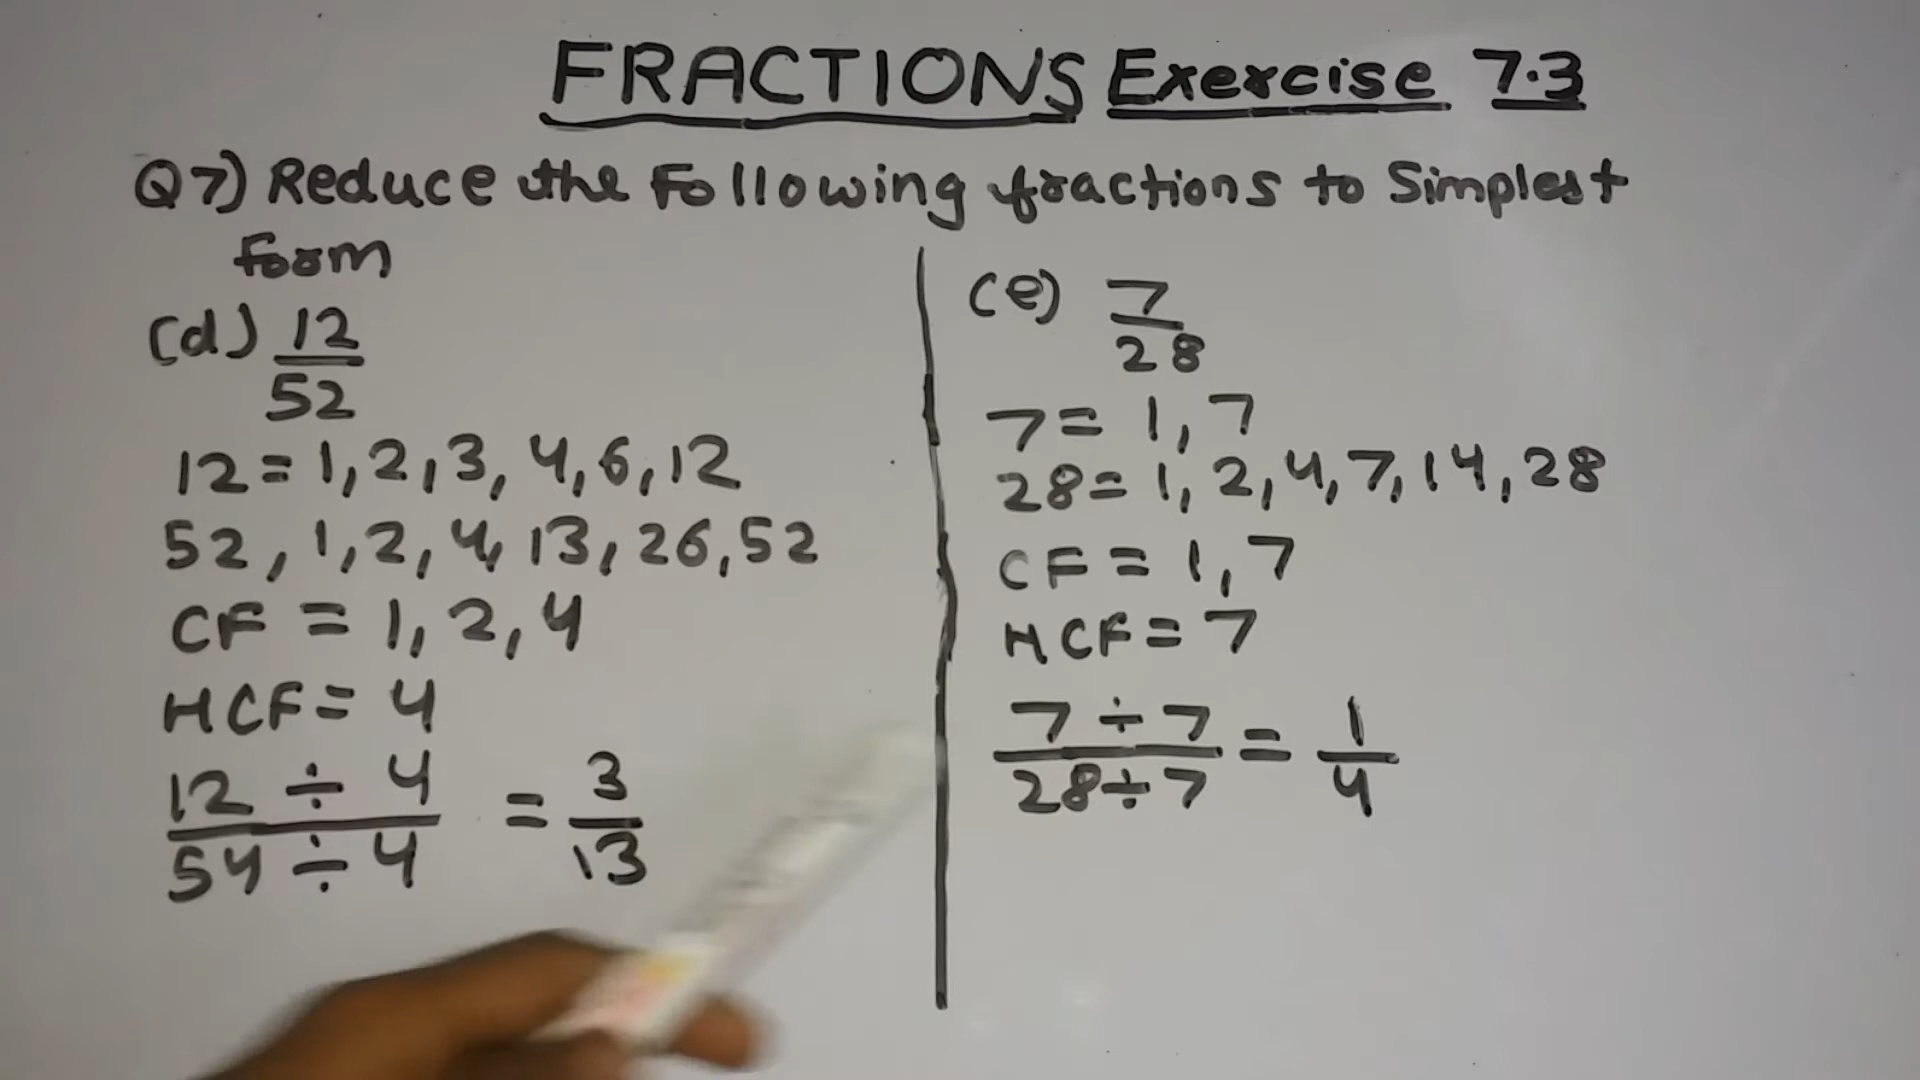 FRACTIONS Exercise 7.3
Q7) Reduce the Following fractions to Simplest
Form
(d) 12/52
12 = 1, 2, 3, 4, 6, 12
52, 1, 2, 4, 13, 26, 52
CF = 1, 2, 4
HCF = 4
12 ÷ 4 / 54 ÷ 4 = 3/13
(e) 7/28
7 = 1, 7
28 = 1, 2, 4, 7, 14, 28
CF = 1, 7
HCF = 7
7 ÷ 7 / 28 ÷ 7 = 1/4